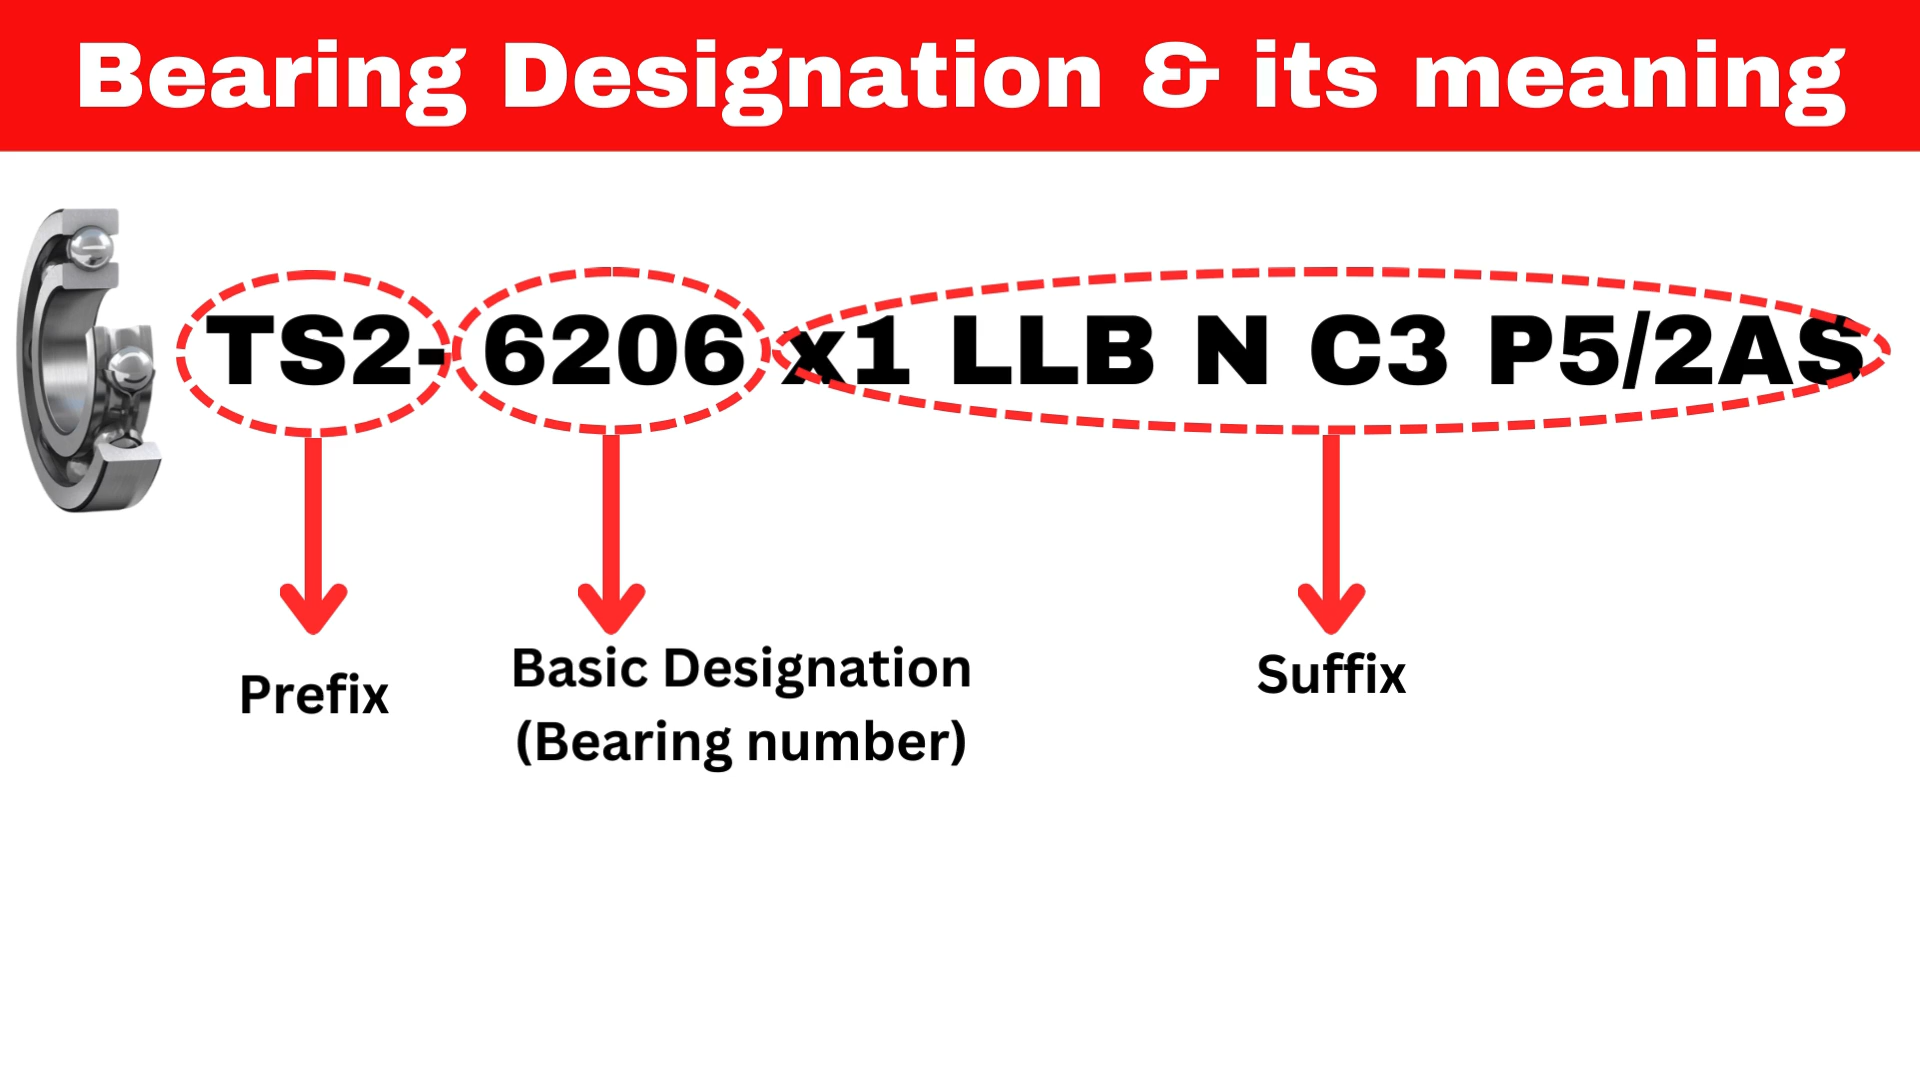 Bearing Designation & its meaning
TS2- 6206 x1 LLB N C3 P5/2AS
Prefix
Basic Designation
(Bearing number)
Suffix